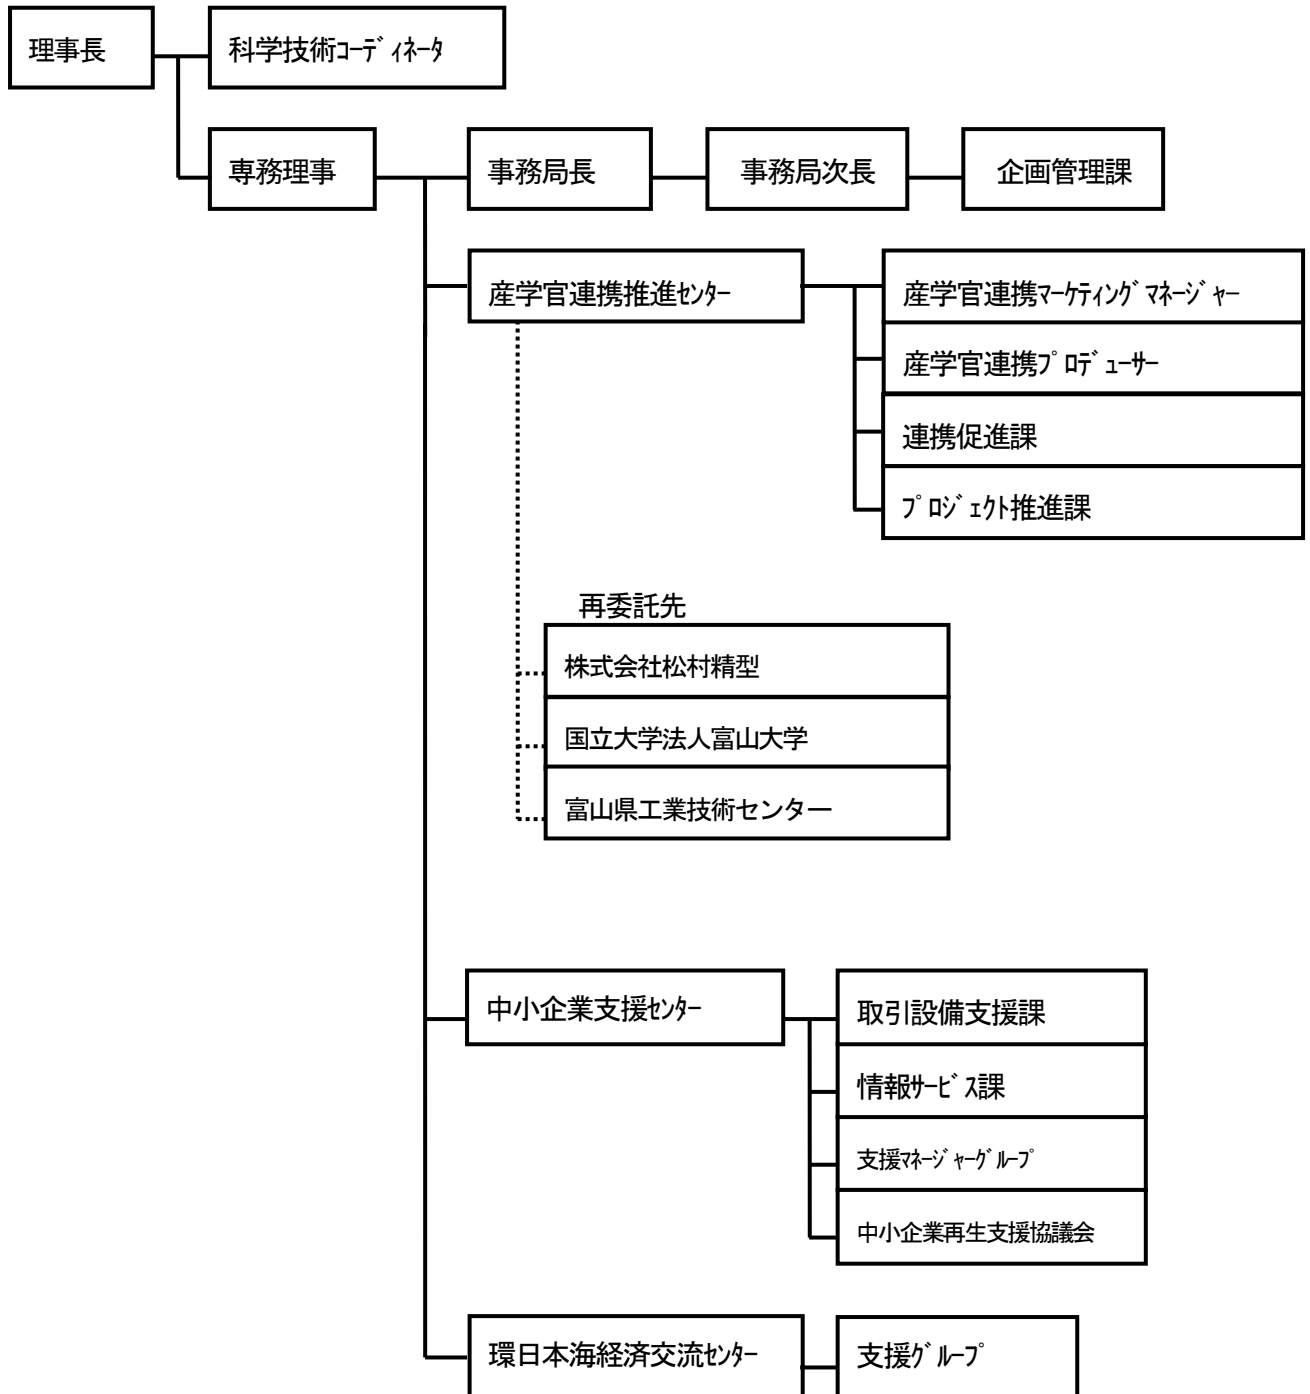 理事長
科学技術ｺｰﾃﾞｨﾈｰﾀ
専務理事
事務局長
事務局次長
企画管理課
産学官連携推進ｾﾝﾀｰ
産学官連携ﾏｰｹﾃｨﾝｸﾞﾏﾈｰｼﾞｬｰ
産学官連携ﾌﾟﾛﾃﾞｭｰｻｰ
連携促進課
ﾌﾟﾛｼﾞｪｸﾄ推進課
再委託先
株式会社松村精型
国立大学法人富山大学
富山県工業技術センター
中小企業支援ｾﾝﾀｰ
取引設備支援課
情報ｻｰﾋﾞｽ課
支援ﾏﾈｰｼﾞｬｰｸﾞﾙｰﾌﾟ
中小企業再生支援協議会
環日本海経済交流ｾﾝﾀｰ
支援ｸﾞﾙｰﾌﾟ